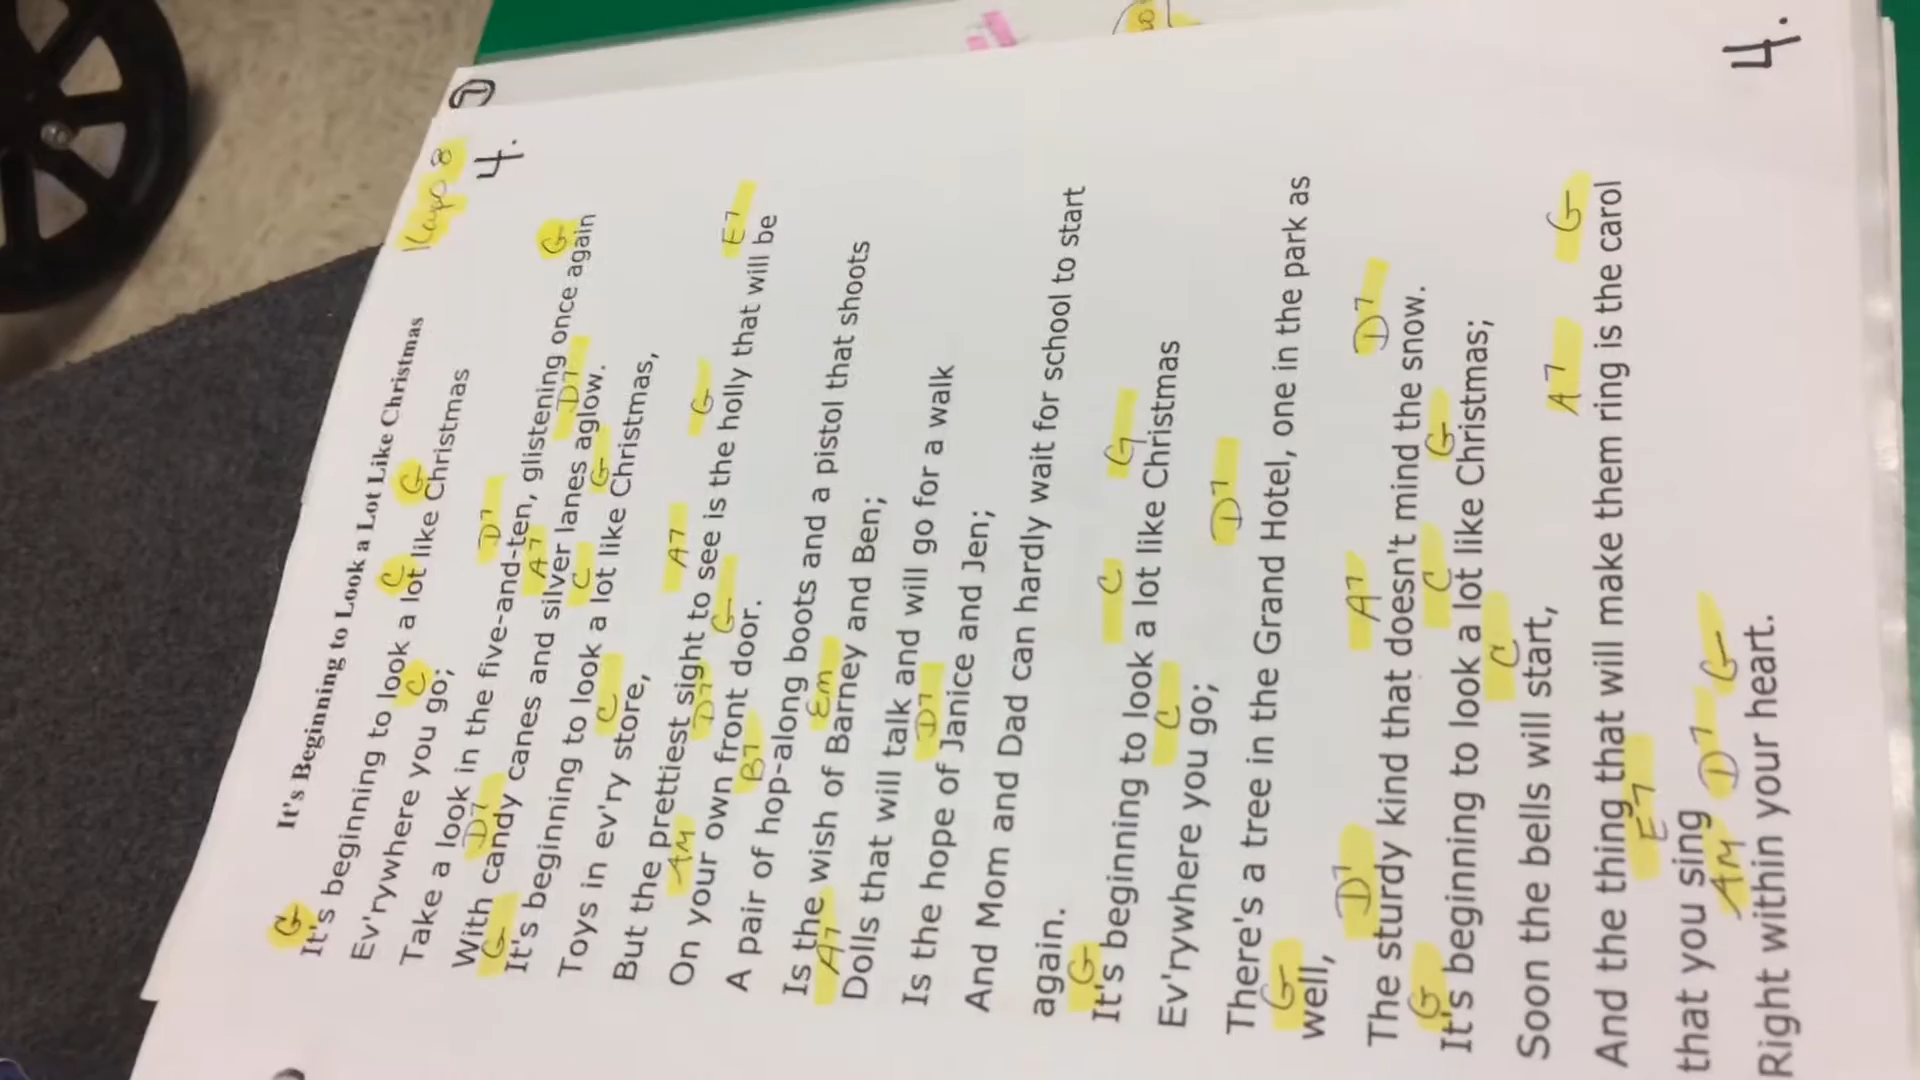 7
Kapo 8
4.
It's Beginning to Look a Lot Like Christmas
G C G
It's beginning to look a lot like Christmas
C
Ev'rywhere you go;
D7 G
Take a look in the five-and-ten, glistening once again
D7 A7 D7
With candy canes and silver lanes aglow.
G C G
It's beginning to look a lot like Christmas,
C
Toys in ev'ry store,
A7 G E7
But the prettiest sight to see is the holly that will be
AM D7 G
On your own front door.
B7
A pair of hop-along boots and a pistol that shoots
Em
Is the wish of Barney and Ben;
A7
Dolls that will talk and will go for a walk
D7
Is the hope of Janice and Jen;
And Mom and Dad can hardly wait for school to start
again.
G C G
It's beginning to look a lot like Christmas
C
Ev'rywhere you go;
D7
There's a tree in the Grand Hotel, one in the park as
G
well,
D7 A7 D7
The sturdy kind that doesn't mind the snow.
G C G
It's beginning to look a lot like Christmas;
C
Soon the bells will start,
A7 G
And the thing that will make them ring is the carol
E7
that you sing
AM D7 G
Right within your heart.
4.